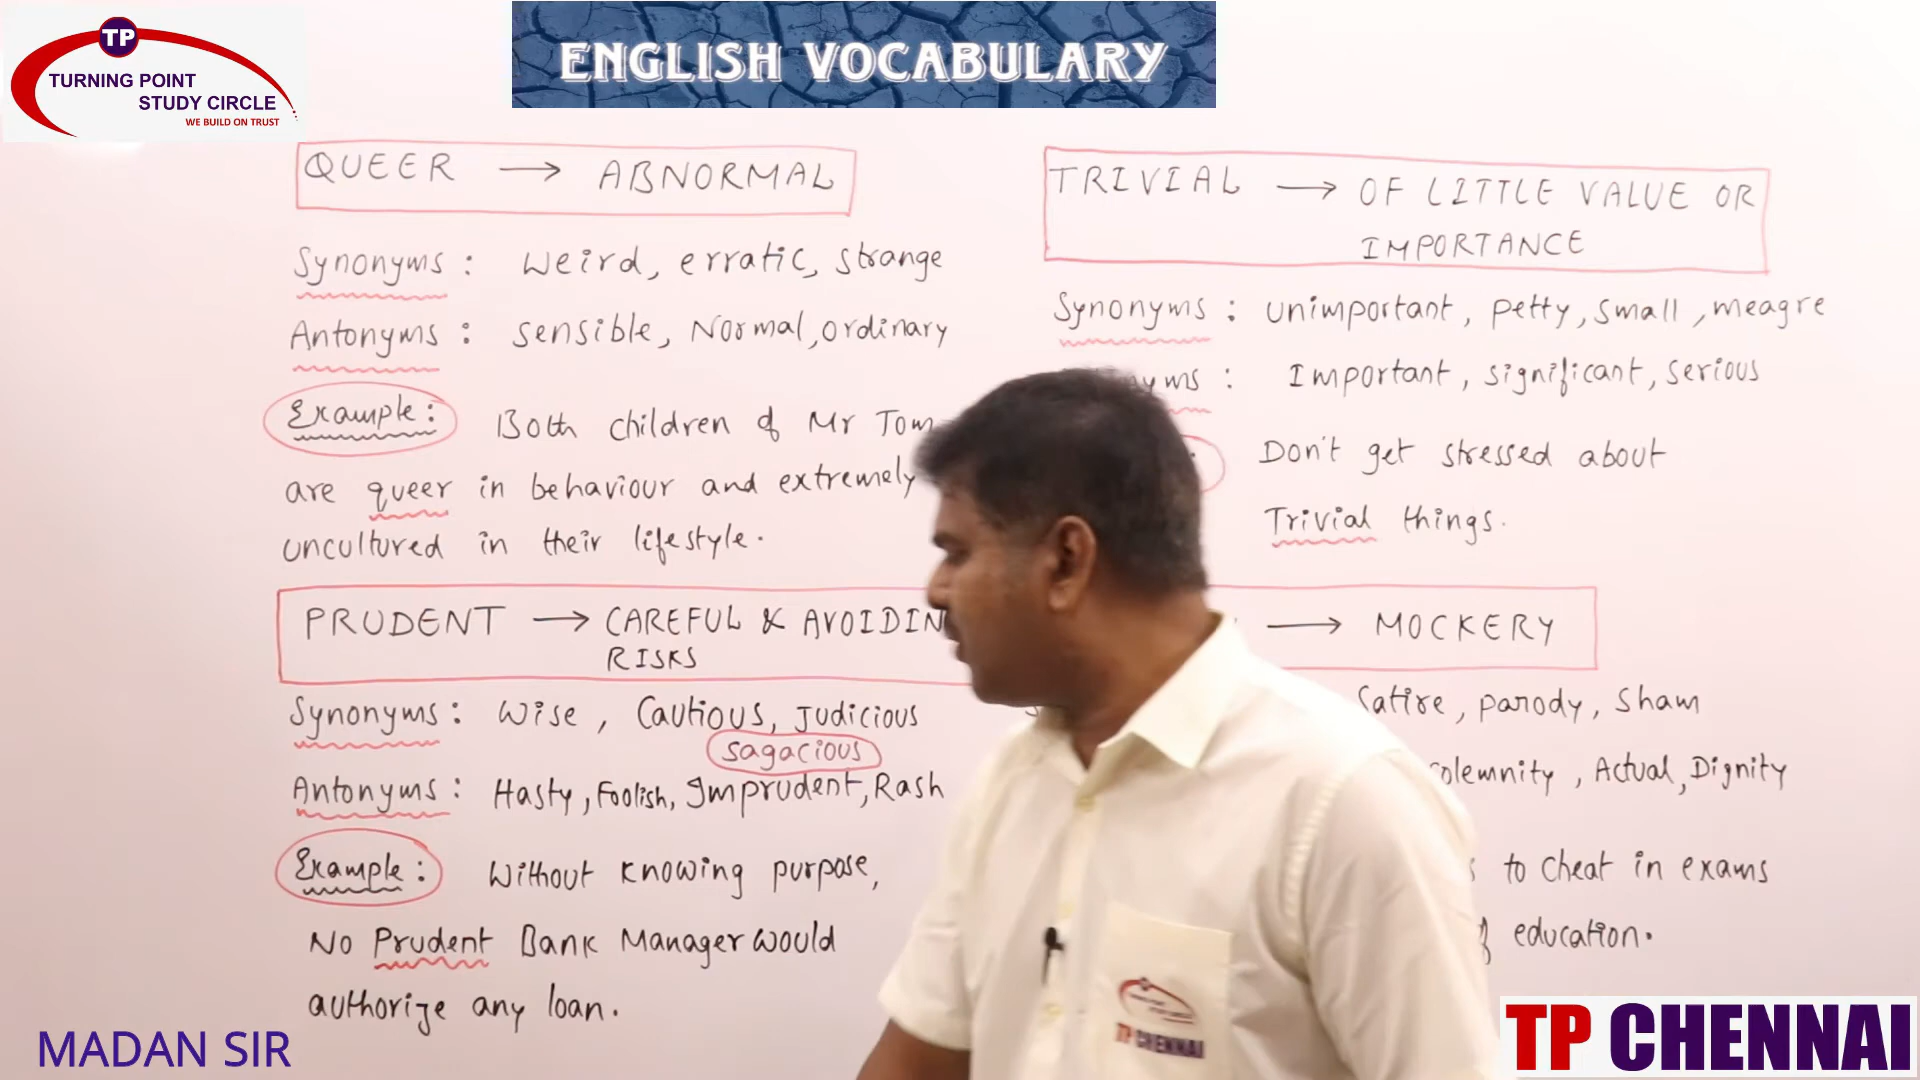 TP
TURNING POINT
STUDY CIRCLE
WE BUILD ON TRUST
ENGLISH VOCABULARY
QUEER → ABNORMAL
Synonyms : Weird, erratic, strange
Antonyms : Sensible, Normal, ordinary
Example : Both children of Mr Tom
are queer in behaviour and extremely
uncultured in their lifestyle.
TRIVIAL → OF LITTLE VALUE OR
IMPORTANCE
Synonyms : unimportant, petty, small, meagre
: Important, significant, serious
Don't get stressed about
Trivial things.
PRUDENT → CAREFUL & AVOIDIN
RISKS
Synonyms : Wise, Cautious, judicious
sagacious
Antonyms : Hasty, Foolish, Imprudent, Rash
Example : Without knowing purpose,
No Prudent Bank Manager would
authorize any loan.
→ MOCKERY
Satire, parody, Sham
olemnity, Actual, Dignity
to cheat in exams
education.
TP CHENNAI
MADAN SIR
TP CHENNAI